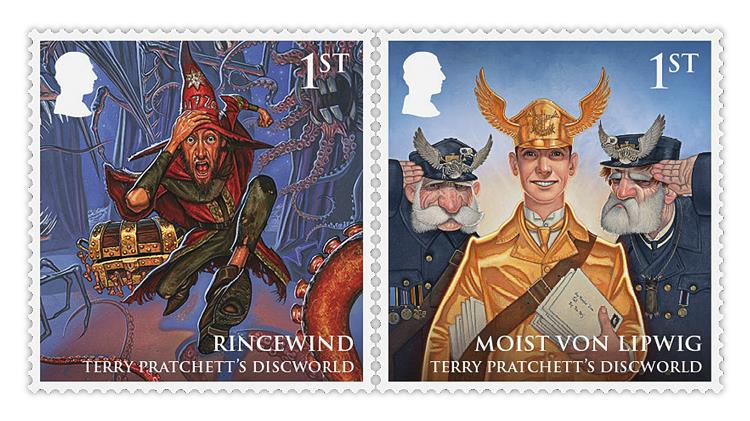 1ST
RINCEWIND
TERRY PRATCHETT'S DISCWORLD
1ST
MOIST VON LIPWIG
TERRY PRATCHETT'S DISCWORLD